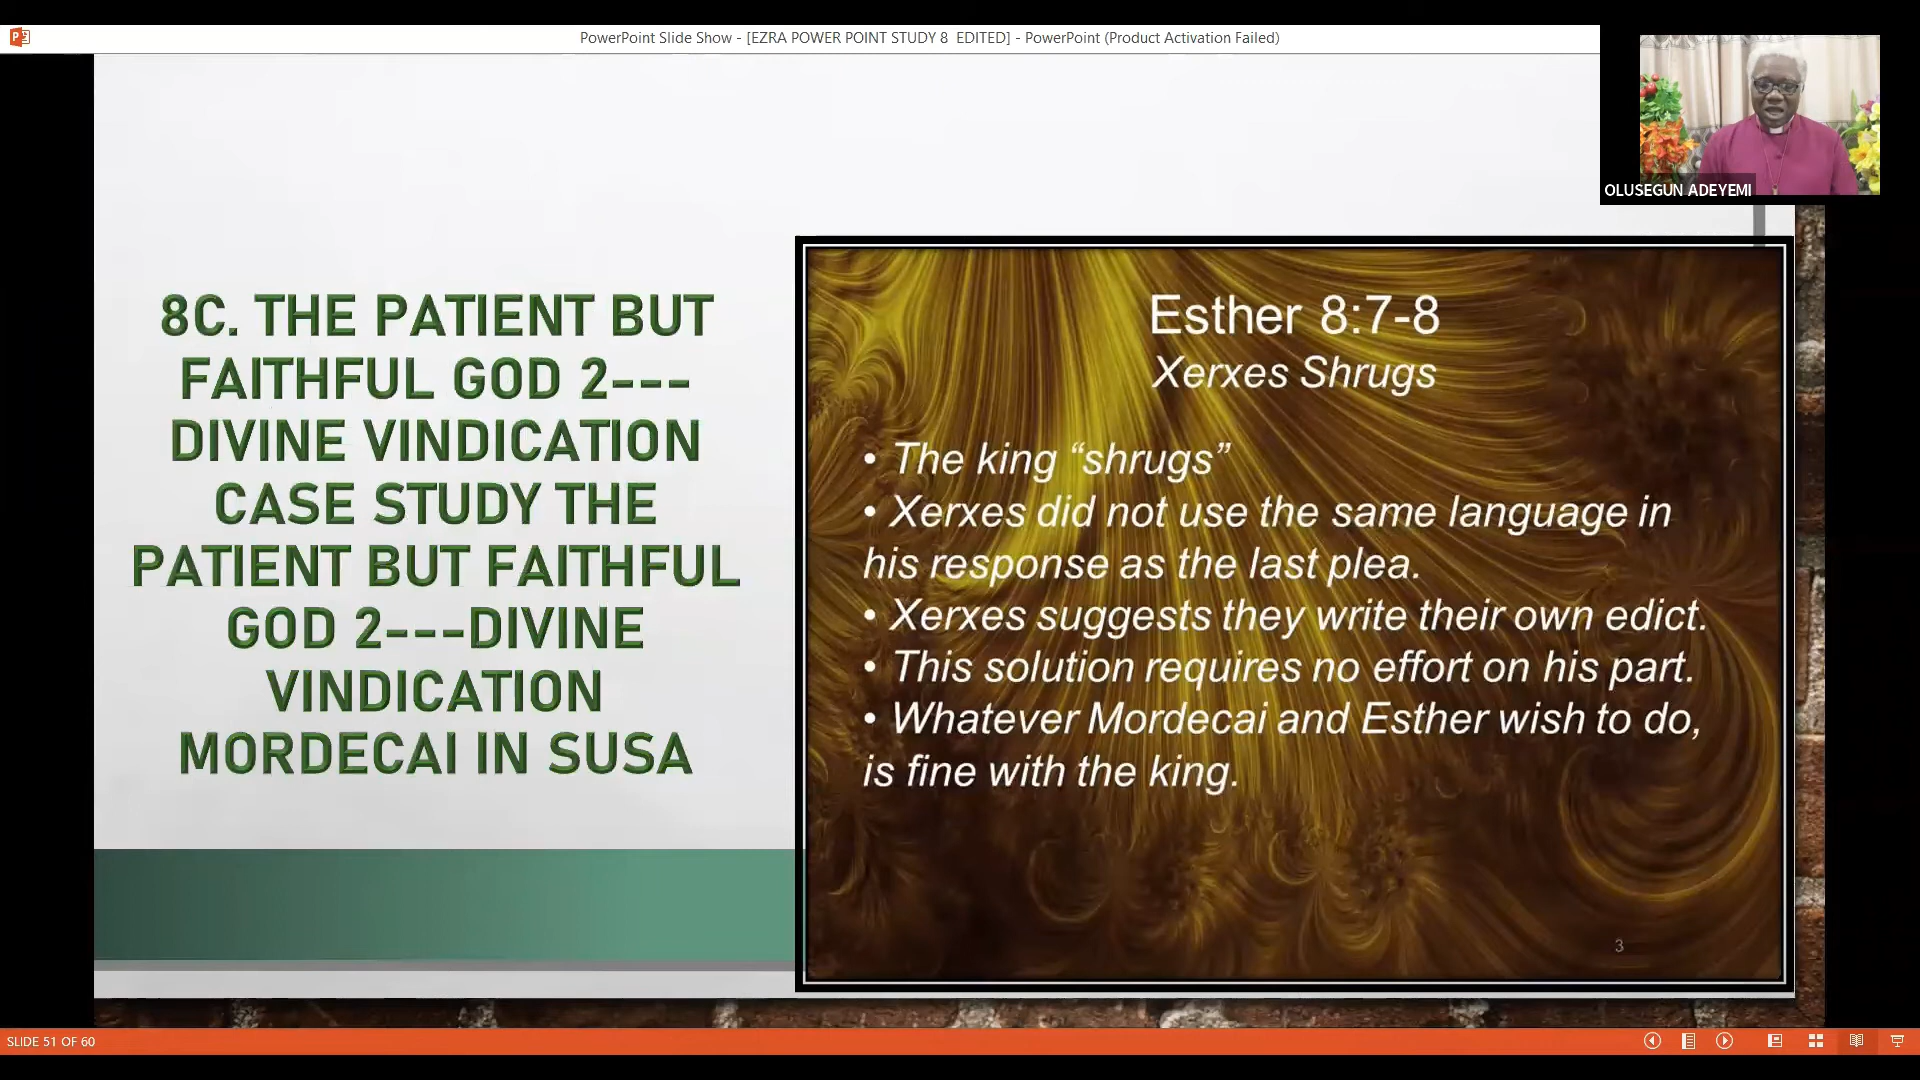 PowerPoint Slide Show - [EZRA POWER POINT STUDY 8  EDITED] - PowerPoint (Product Activation Failed)
OLUSEGUN ADEYEMI
8C. THE PATIENT BUT
FAITHFUL GOD 2---
DIVINE VINDICATION
CASE STUDY THE
PATIENT BUT FAITHFUL
GOD 2---DIVINE
VINDICATION
MORDECAI IN SUSA
Esther 8:7-8
Xerxes Shrugs
• The king “shrugs”
• Xerxes did not use the same language in
his response as the last plea.
• Xerxes suggests they write their own edict.
• This solution requires no effort on his part.
• Whatever Mordecai and Esther wish to do,
is fine with the king.
3
SLIDE 51 OF 60